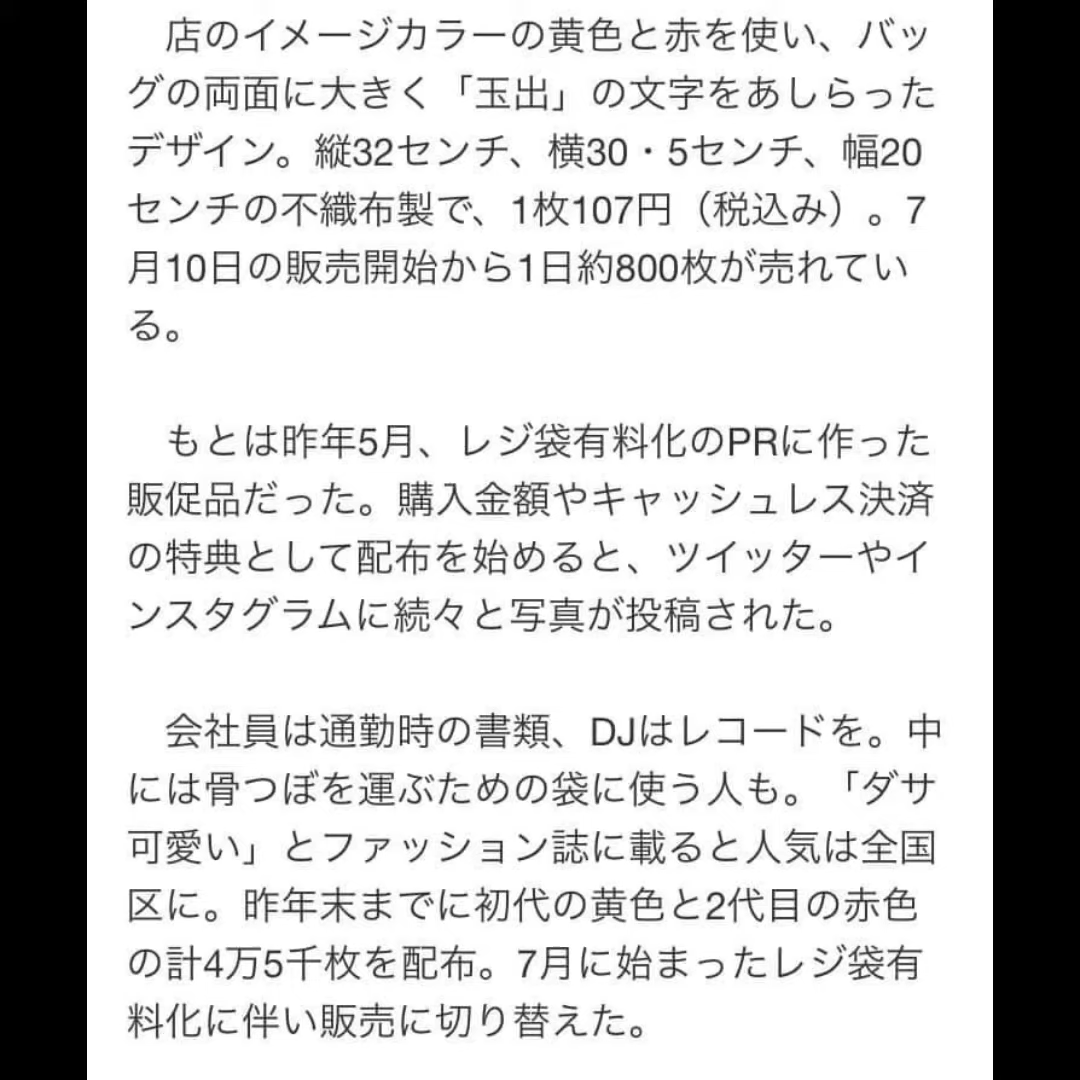 店のイメージカラーの黄色と赤を使い、バッ
グの両面に大きく「玉出」の文字をあしらった
デザイン。縦32センチ、横30・5センチ、幅20
センチの不織布製で、1枚107円（税込み）。7
月10日の販売開始から1日約800枚が売れてい
る。
もとは昨年5月、レジ袋有料化のPRに作った
販促品だった。購入金額やキャッシュレス決済
の特典として配布を始めると、ツイッターやイ
ンスタグラムに続々と写真が投稿された。
会社員は通勤時の書類、DJはレコードを。中
には骨つぼを運ぶための袋に使う人も。「ダサ
可愛い」とファッション誌に載ると人気は全国
区に。昨年末までに初代の黄色と2代目の赤色
の計4万5千枚を配布。7月に始まったレジ袋有
料化に伴い販売に切り替えた。